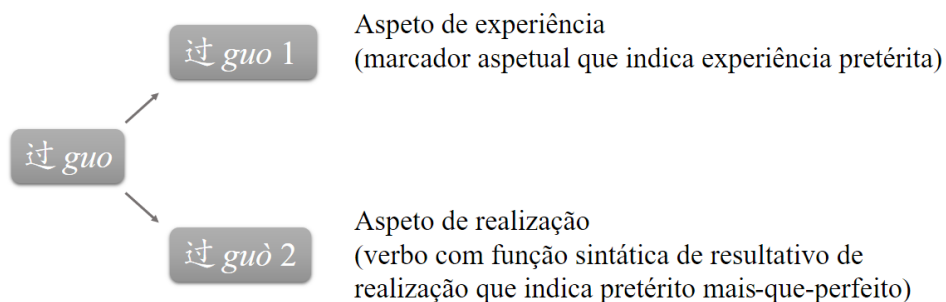 过 guo 1
Aspeto de experiência
(marcador aspetual que indica experiência pretérita)
过 guo
过 guò 2
Aspeto de realização
(verbo com função sintática de resultativo de
realização que indica pretérito mais-que-perfeito)